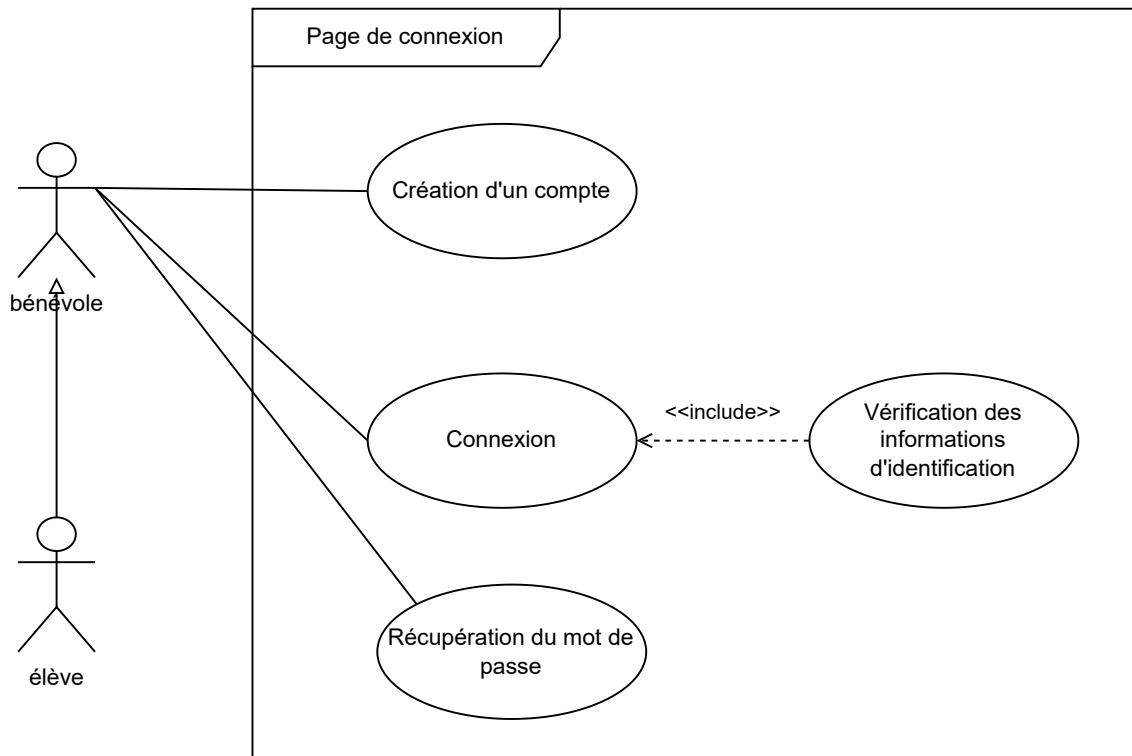 Page de connexion
Création d'un compte
bénévole
Connexion
<<include>>
Vérification des
informations
d'identification
Récupération du mot de
passe
élève